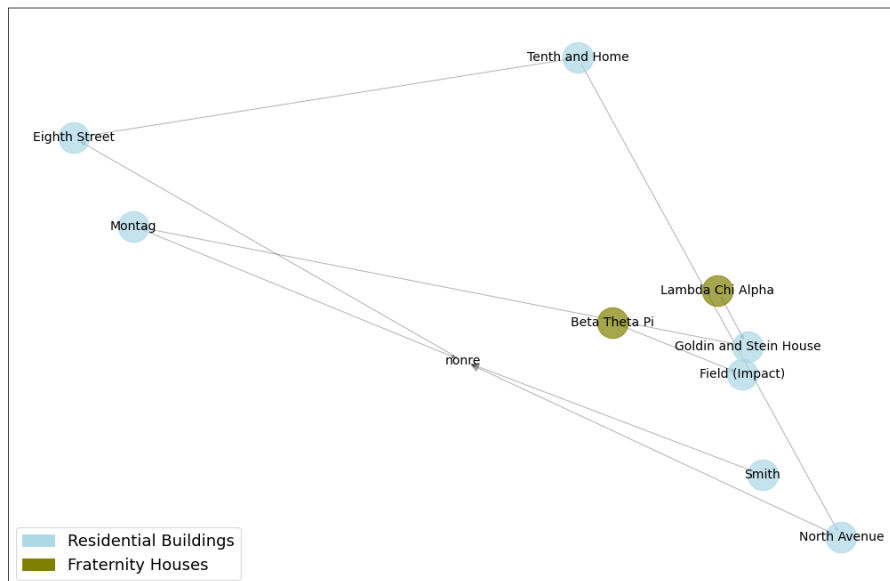 Tenth and Home
Eighth Street
Montag
Lambda Chi Alpha
Beta Theta Pi
Goldin and Stein House
nonre
Field (Impact)
Smith
North Avenue
Residential Buildings
Fraternity Houses